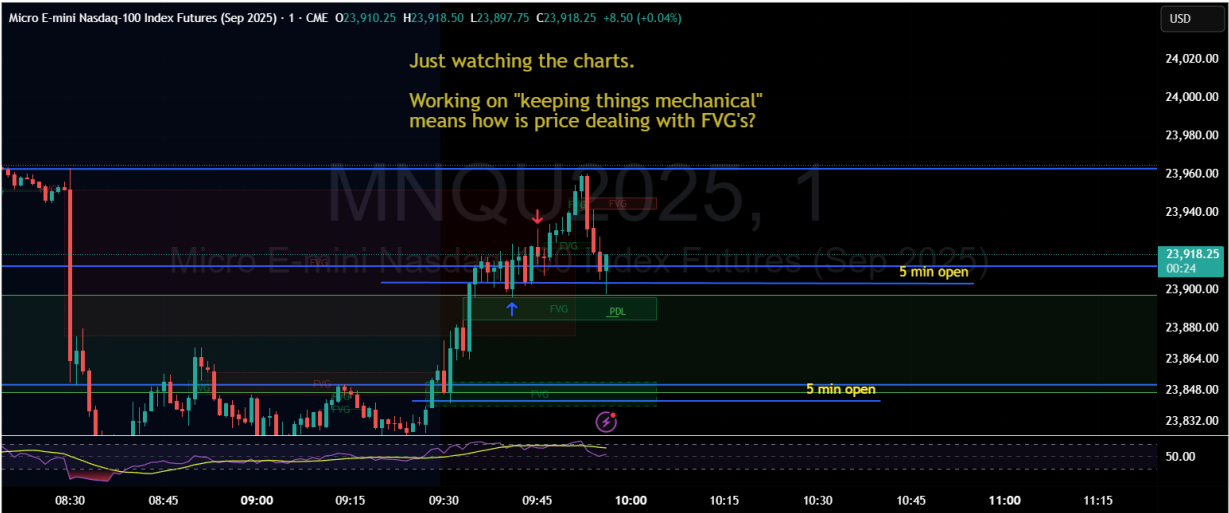 Micro E-mini Nasdaq-100 Index Futures (Sep 2025) · 1 · CME O23,910.25 H23,918.50 L23,897.75 C23,918.25 +8.50 (+0.04%)
USD
Just watching the charts.
Working on "keeping things mechanical"
means how is price dealing with FVG's?
24,020.00
24,000.00
23,980.00
23,960.00
23,940.00
23,918.25
00:24
23,900.00
23,880.00
23,864.00
23,848.00
23,832.00
50.00
MNQU2025, 1
Micro E-mini Nasdaq-100 Index Futures (Sep 2025)
FVG
FVG
FVG
FVG
5 min open
FVG
PDL
FVG
FVG
FVG
5 min open
FVG
08:30
08:45
09:00
09:15
09:30
09:45
10:00
10:15
10:30
10:45
11:00
11:15